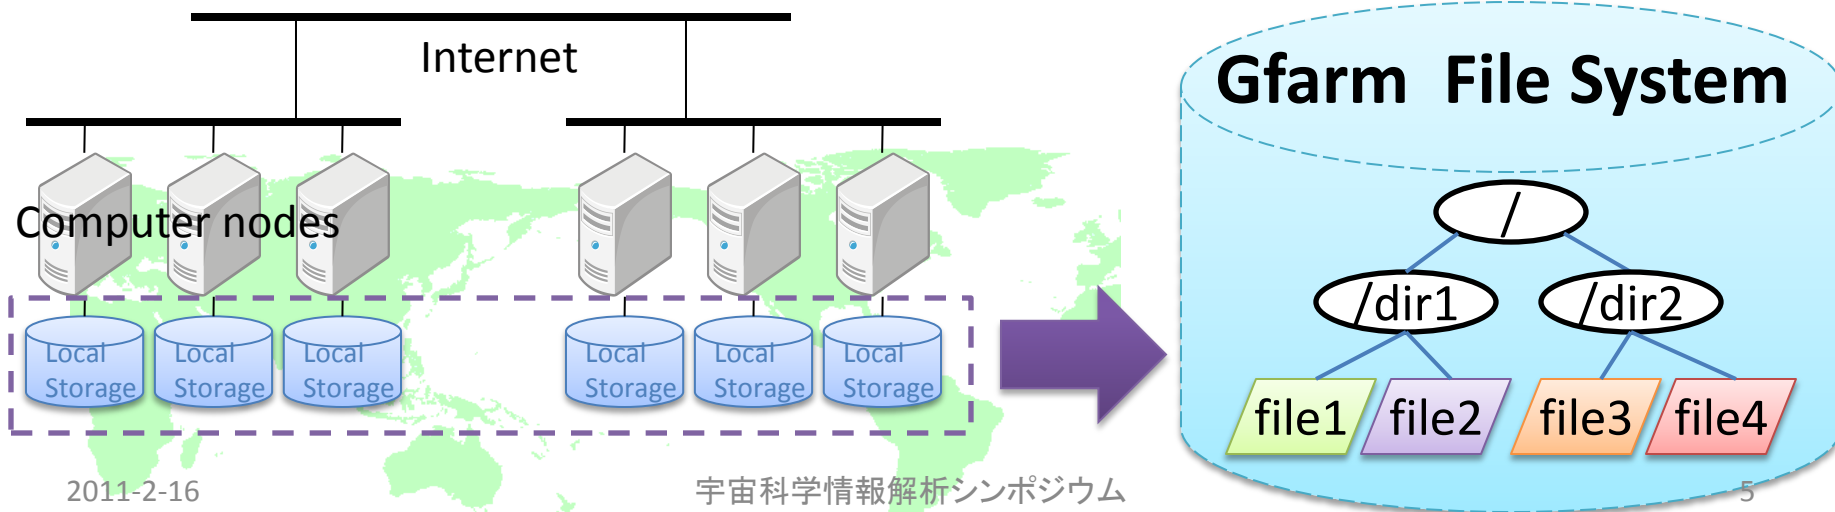 Internet
Computer nodes
Local
Storage
Local
Storage
Local
Storage
Local
Storage
Local
Storage
Local
Storage
Gfarm File System
/
/dir1
/dir2
file1
file2
file3
file4
2011-2-16
宇宙科学情報解析シンポジウム
5